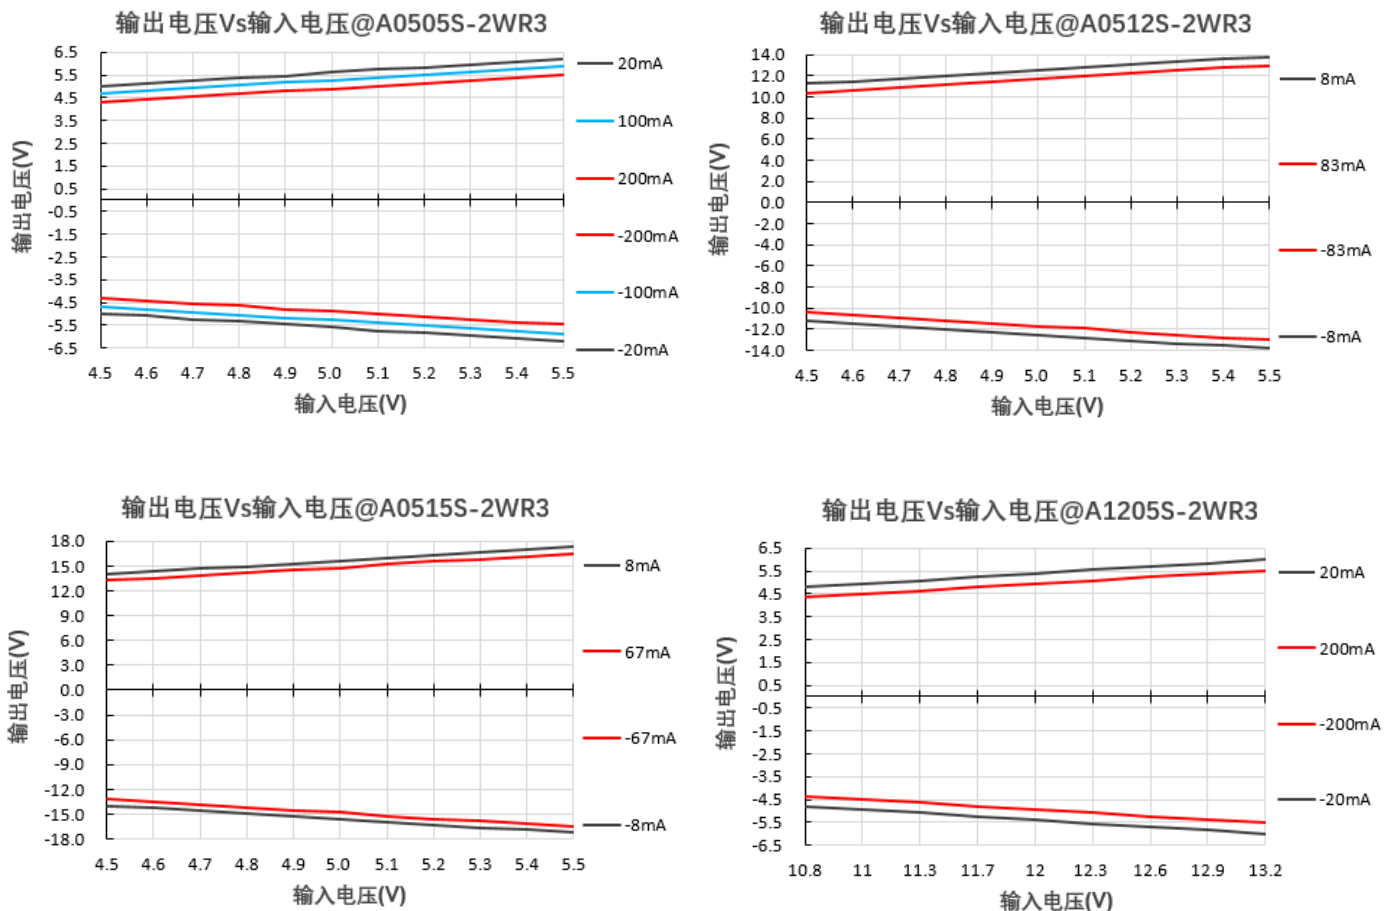 输出电压Vs输入电压@A0505S-2WR3
6.5
5.5
4.5
3.5
2.5
1.5
0.5
-0.5
-1.5
-2.5
-3.5
-4.5
-5.5
-6.5
输出电压(V)
4.5 4.6 4.7 4.8 4.9 5.0 5.1 5.2 5.3 5.4 5.5
输入电压(V)
20mA
100mA
200mA
-200mA
-100mA
-20mA
输出电压Vs输入电压@A0512S-2WR3
14.0
12.0
10.0
8.0
6.0
4.0
2.0
0.0
-2.0
-4.0
-6.0
-8.0
-10.0
-12.0
-14.0
输出电压(V)
4.5 4.6 4.7 4.8 4.9 5.0 5.1 5.2 5.3 5.4 5.5
输入电压(V)
8mA
83mA
-83mA
-8mA
输出电压Vs输入电压@A0515S-2WR3
18.0
15.0
12.0
9.0
6.0
3.0
0.0
-3.0
-6.0
-9.0
-12.0
-15.0
-18.0
输出电压(V)
4.5 4.6 4.7 4.8 4.9 5.0 5.1 5.2 5.3 5.4 5.5
输入电压(V)
8mA
67mA
-67mA
-8mA
输出电压Vs输入电压@A1205S-2WR3
6.5
5.5
4.5
3.5
2.5
1.5
0.5
-0.5
-1.5
-2.5
-3.5
-4.5
-5.5
-6.5
输出电压(V)
10.8 11 11.3 11.7 12 12.3 12.6 12.9 13.2
输入电压(V)
20mA
200mA
-200mA
-20mA